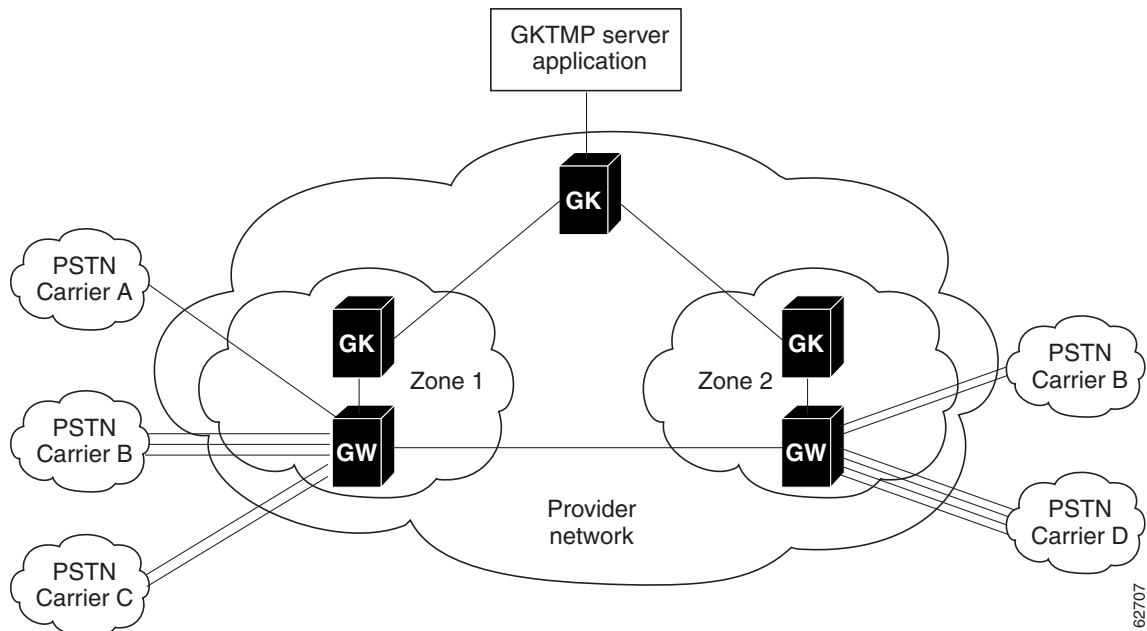 GKTMP server
application
GK
PSTN
Carrier A
GK
GK
Zone 1
Zone 2
PSTN
Carrier B
PSTN
Carrier B
GW
GW
Provider
network
PSTN
Carrier D
PSTN
Carrier C
62707